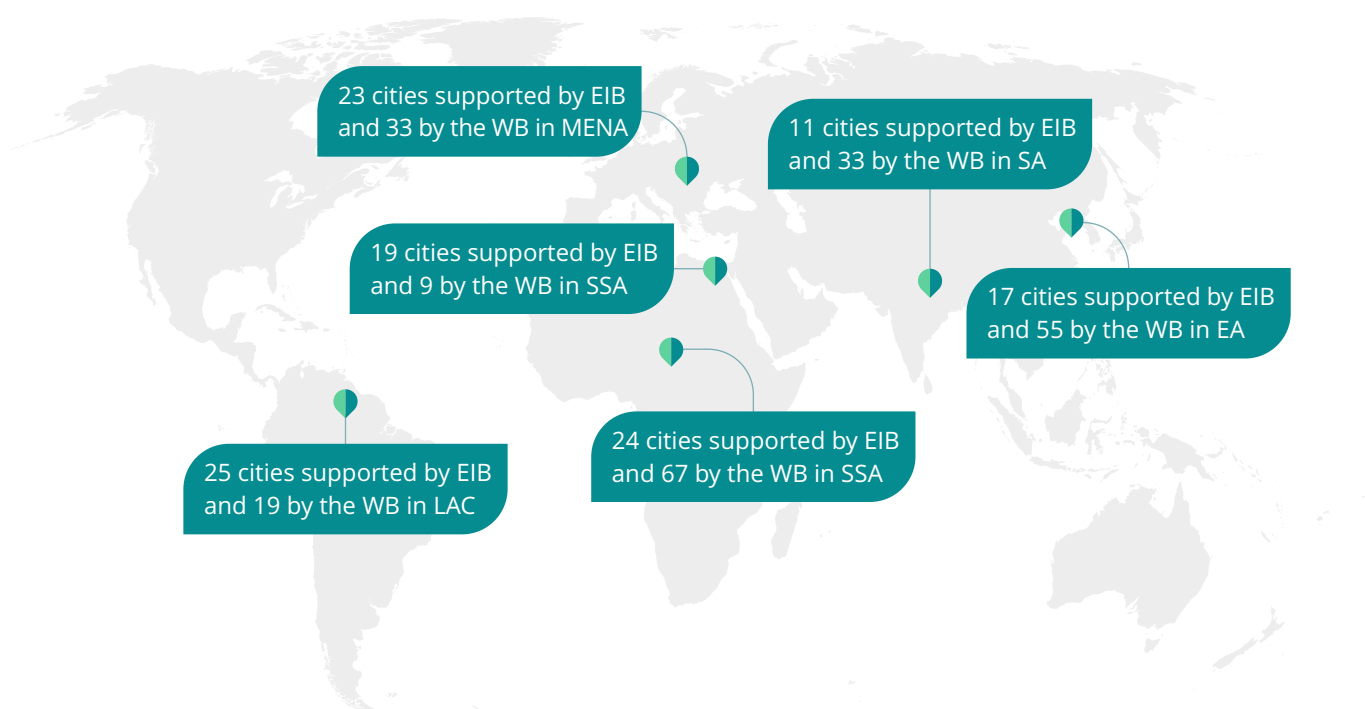 23 cities supported by EIB
and 33 by the WB in MENA
11 cities supported by EIB
and 33 by the WB in SA
19 cities supported by EIB
and 9 by the WB in SSA
17 cities supported by EIB
and 55 by the WB in EA
24 cities supported by EIB
and 67 by the WB in SSA
25 cities supported by EIB
and 19 by the WB in LAC